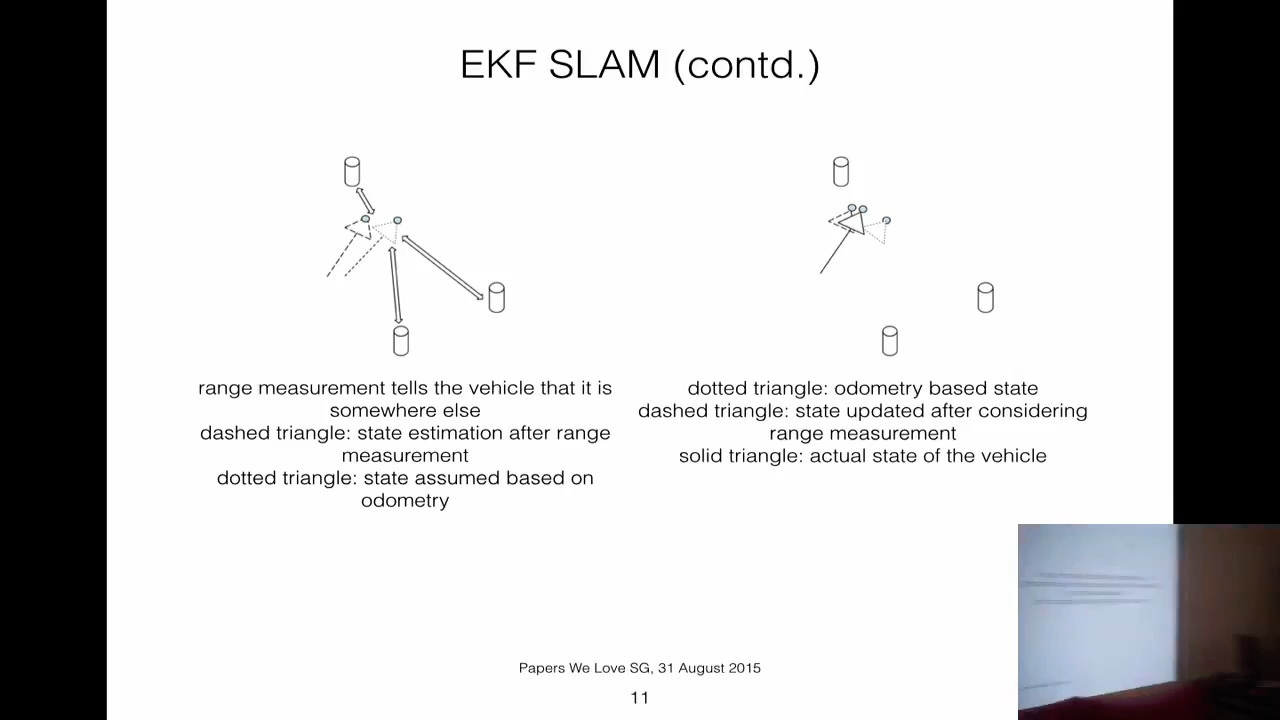 EKF SLAM (contd.)
range measurement tells the vehicle that it is
somewhere else
dashed triangle: state estimation after range
measurement
dotted triangle: state assumed based on
odometry
dotted triangle: odometry based state
dashed triangle: state updated after considering
range measurement
solid triangle: actual state of the vehicle
Papers We Love SG, 31 August 2015
11